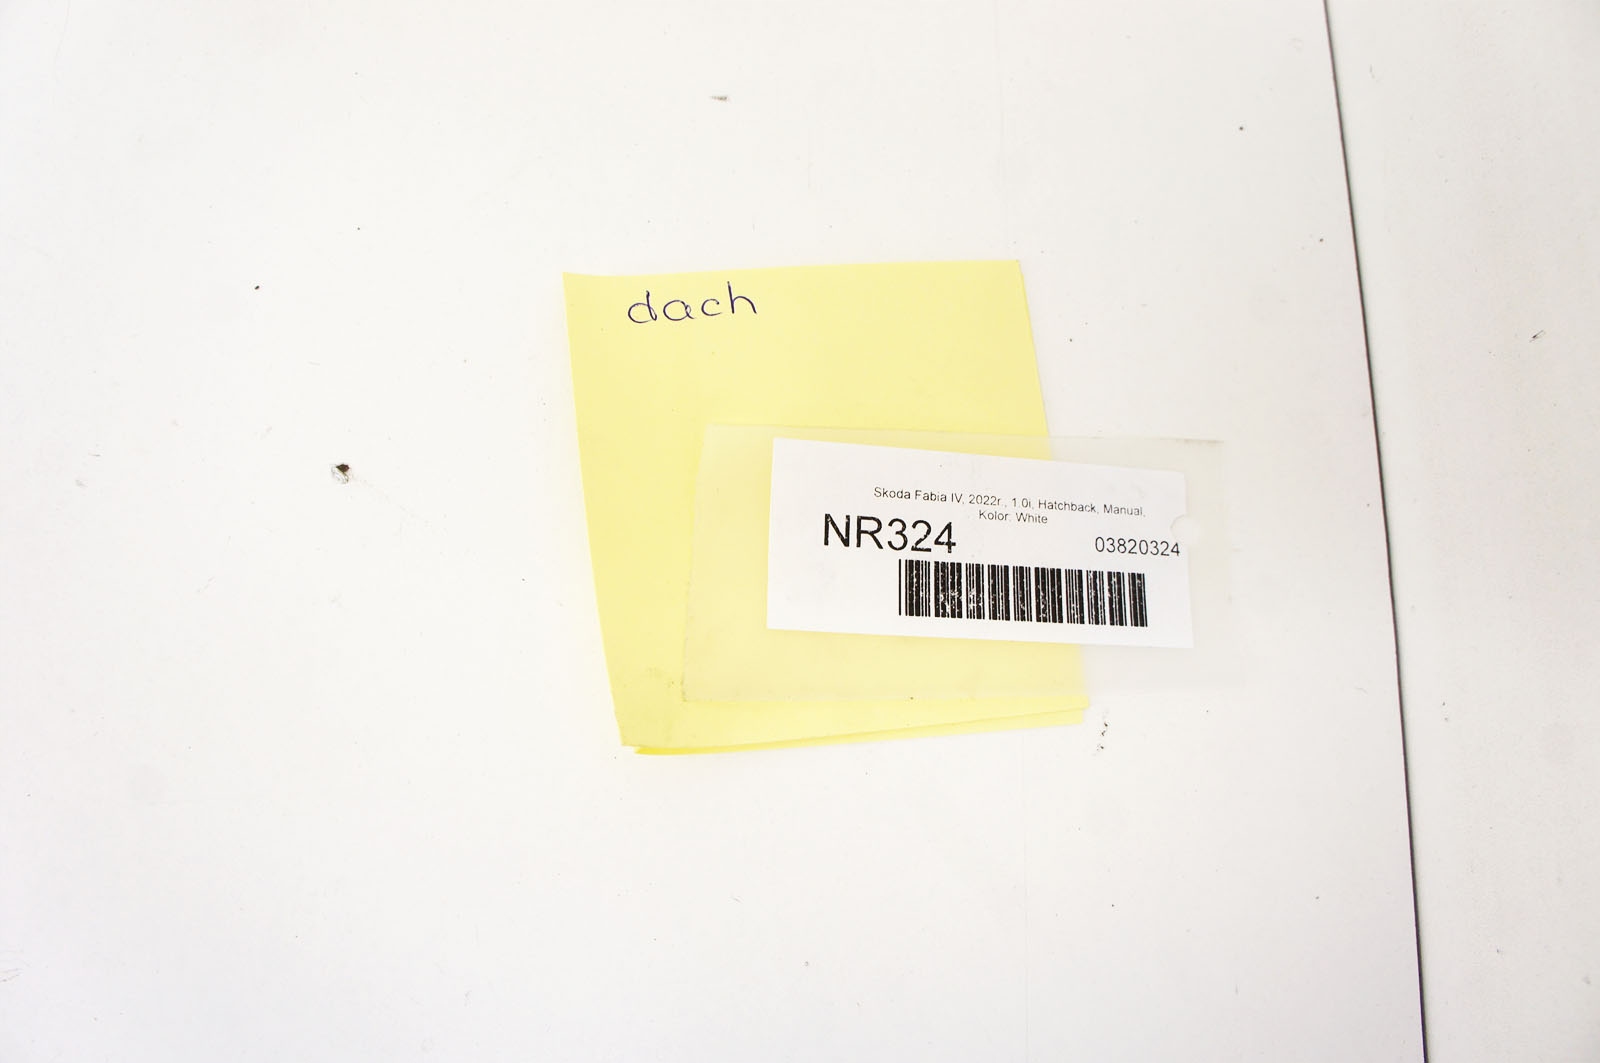 dach
Skoda Fabia IV, 2022r., 1.0i, Hatchback, Manual,
Kolor: White
NR324
03820324